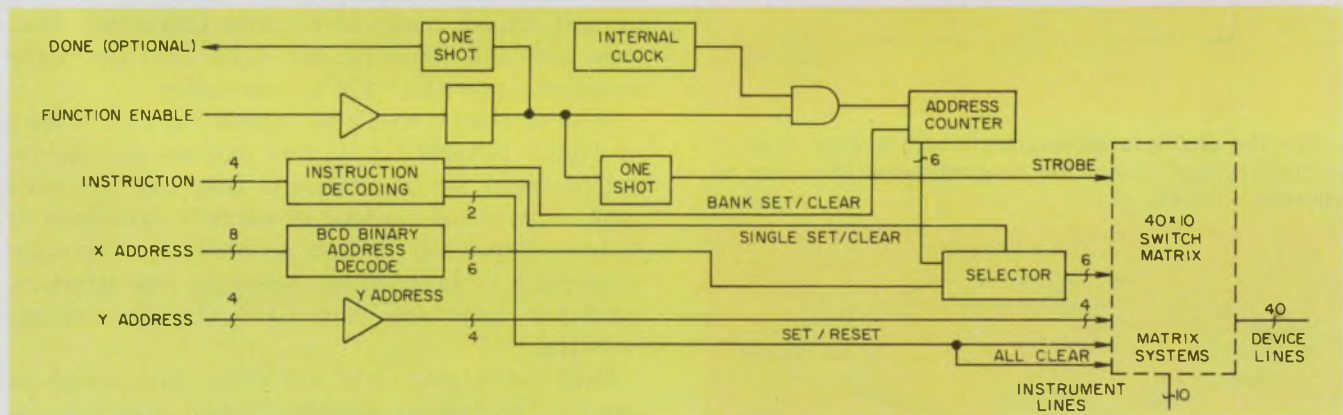 DONE (OPTIONAL)
ONE
SHOT
INTERNAL
CLOCK
FUNCTION ENABLE
ADDRESS
COUNTER
6
INSTRUCTION
4
INSTRUCTION
DECODING
2
ONE
SHOT
STROBE
BANK SET/CLEAR
SINGLE SET/CLEAR
X ADDRESS
8
BCD BINARY
ADDRESS
DECODE
6
SELECTOR
6
40×10
SWITCH
MATRIX
Y ADDRESS
4
Y ADDRESS
4
4
SET / RESET
ALL CLEAR
MATRIX
SYSTEMS
40
DEVICE
LINES
INSTRUMENT
LINES
10